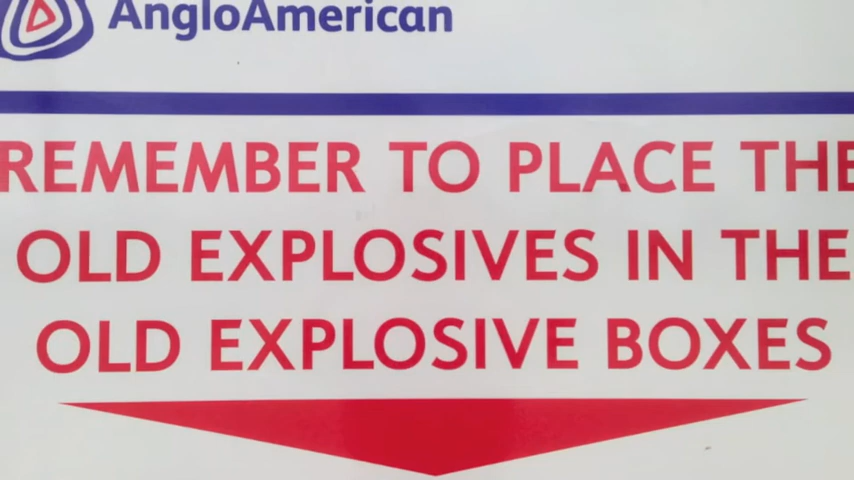 AngloAmerican
REMEMBER TO PLACE THE
OLD EXPLOSIVES IN THE
OLD EXPLOSIVE BOXES